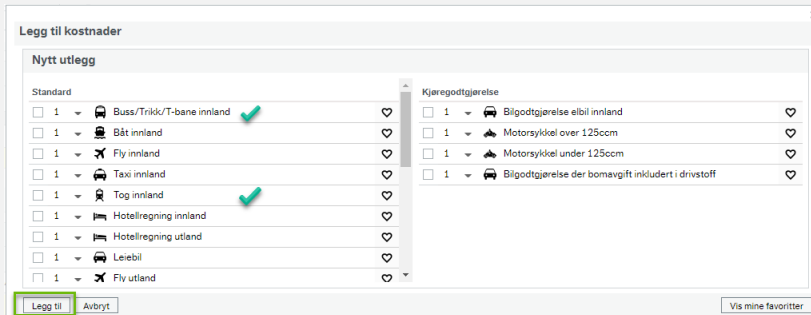 Legg til kostnader
Nytt utlegg
Standard
1 Buss/Trikk/T-bane innland
1 Båt innland
1 Fly innland
1 Taxi innland
1 Tog innland
1 Hotellregning innland
1 Hotellregning utland
1 Leiebil
1 Fly utland
Kjøregodtgjørelse
1 Bilgodtgjørelse elbil innland
1 Motorsykkel over 125ccm
1 Motorsykkel under 125ccm
1 Bilgodtgjørelse der bomavgift inkludert i drivstoff
Legg til Avbryt Vis mine favoritter